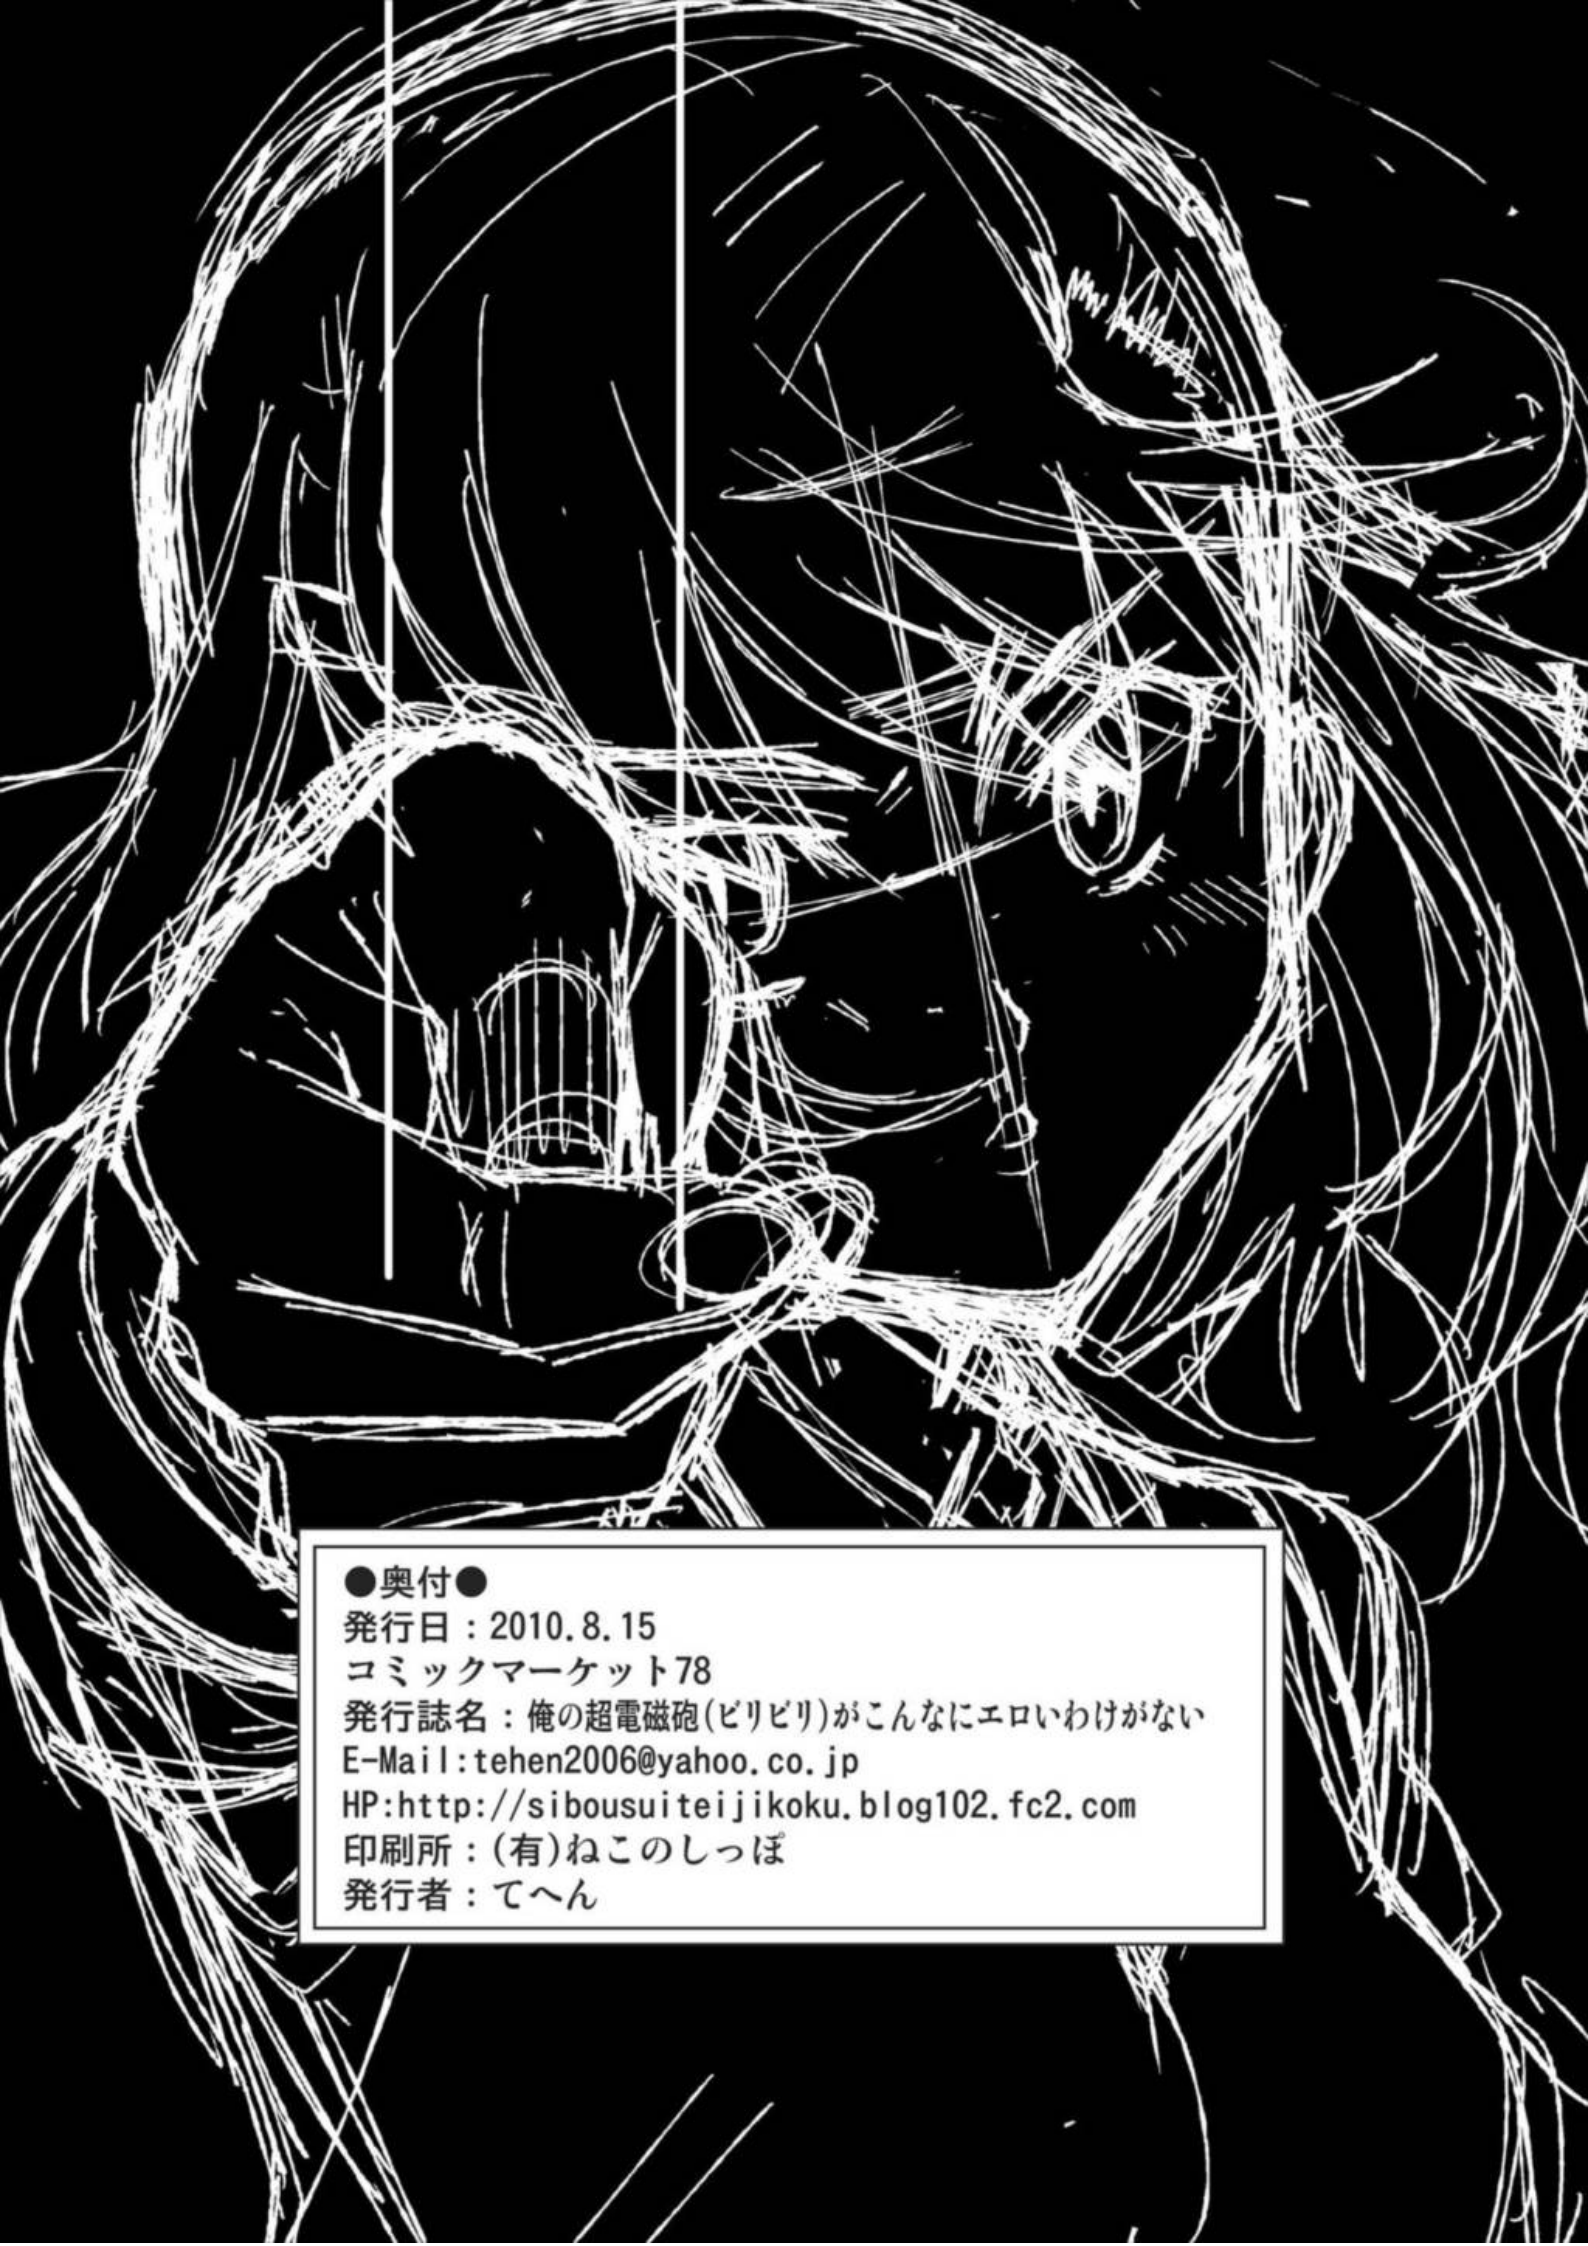 ●奥付●
発行日：2010.8.15
コミックマーケット78
発行誌名：俺の超電磁砲(ビリビリ)がこんなにエロいわけがない
E-Mail:tehen2006@yahoo.co.jp
HP:http://sibousuiteijikoku.blog102.fc2.com
印刷所：(有)ねこのしっぽ
発行者：てへん